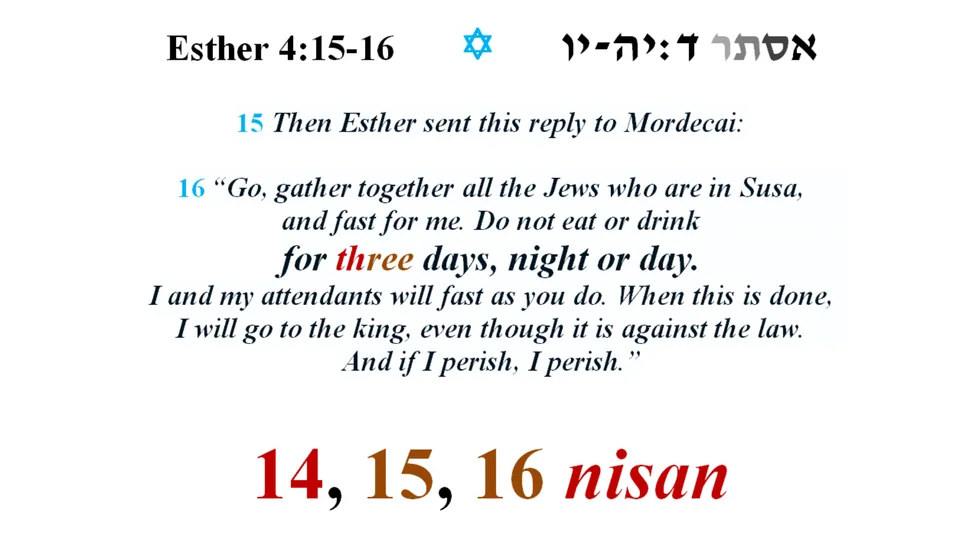 Esther 4:15-16 ✡ אסתר ד:יה-יו
15 Then Esther sent this reply to Mordecai:
16 “Go, gather together all the Jews who are in Susa,
and fast for me. Do not eat or drink
for three days, night or day.
I and my attendants will fast as you do. When this is done,
I will go to the king, even though it is against the law.
And if I perish, I perish.”
14, 15, 16 nisan